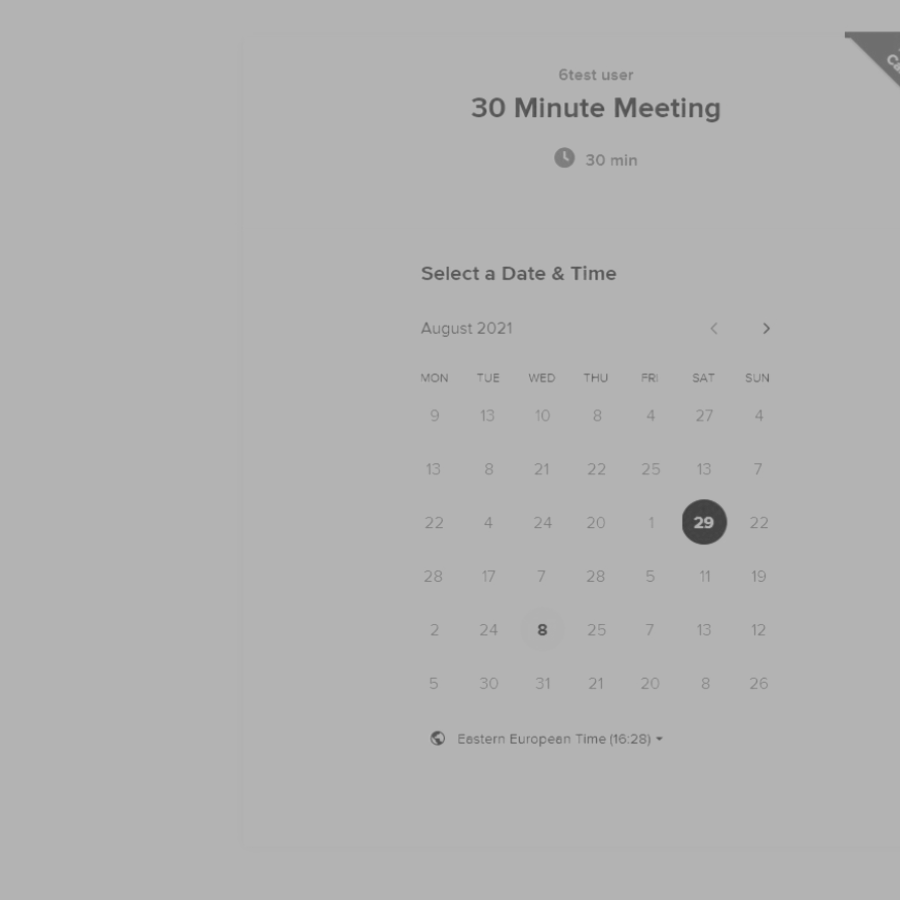 6test user
30 Minute Meeting
30 min
Select a Date & Time
August 2021
MON TUE WED THU FRI SAT SUN
9 13 10 8 4 27 4
13 8 21 22 25 13 7
22 4 24 20 1 29 22
28 17 7 28 5 11 19
2 24 8 25 7 13 12
5 30 31 21 20 8 26
Eastern European Time (16:28)